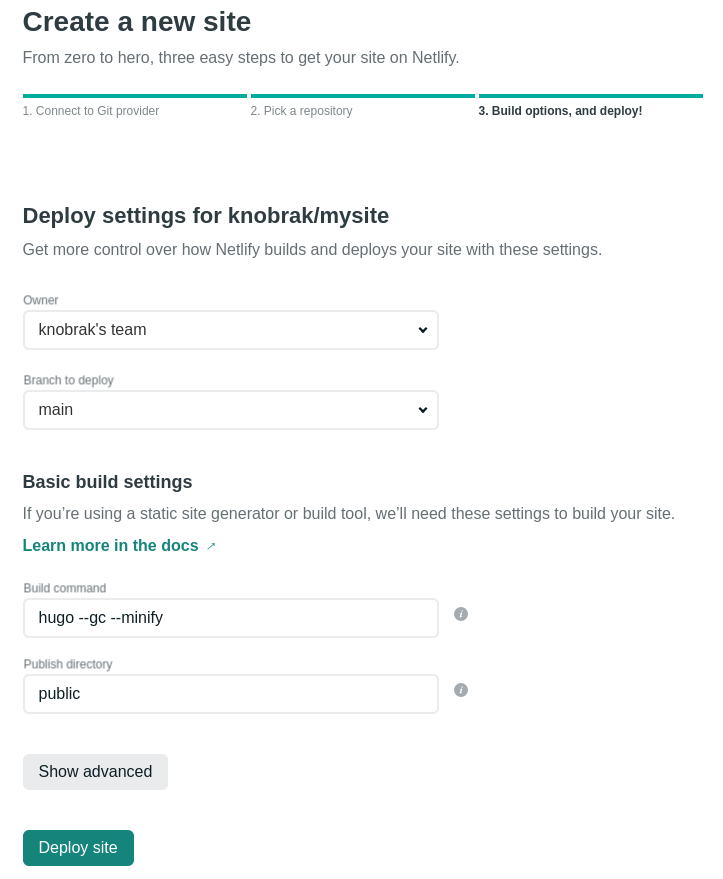 Create a new site
From zero to hero, three easy steps to get your site on Netlify.
1. Connect to Git provider
2. Pick a repository
3. Build options, and deploy!
Deploy settings for knobrak/mysite
Get more control over how Netlify builds and deploys your site with these settings.
Owner
knobrak's team
Branch to deploy
main
Basic build settings
If you’re using a static site generator or build tool, we’ll need these settings to build your site.
Learn more in the docs ↗
Build command
hugo --gc --minify
i
Publish directory
public
i
Show advanced
Deploy site